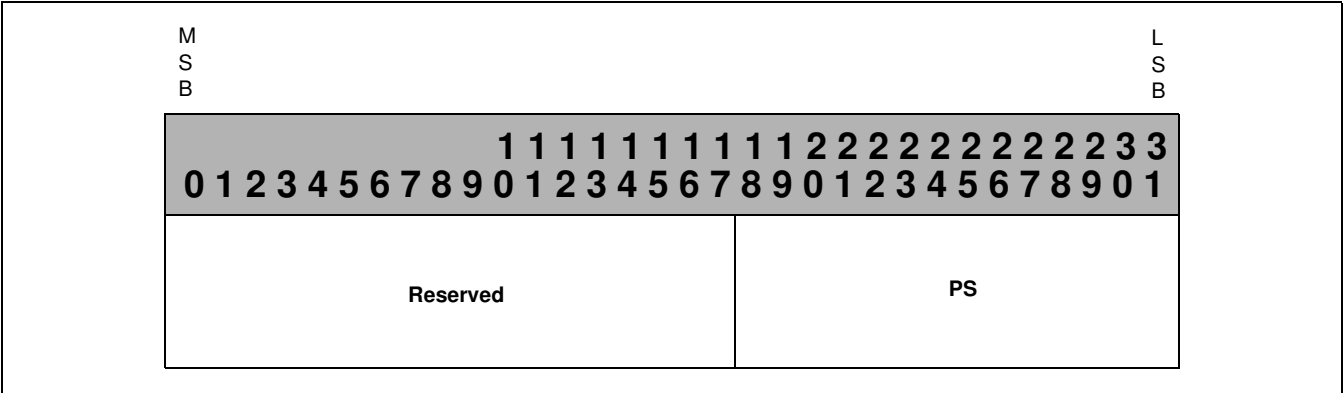 M L
S S
B B
1 1 1 1 1 1 1 1 1 1 2 2 2 2 2 2 2 2 2 2 3 3
0 1 2 3 4 5 6 7 8 9 0 1 2 3 4 5 6 7 8 9 0 1 2 3 4 5 6 7 8 9 0 1
Reserved PS